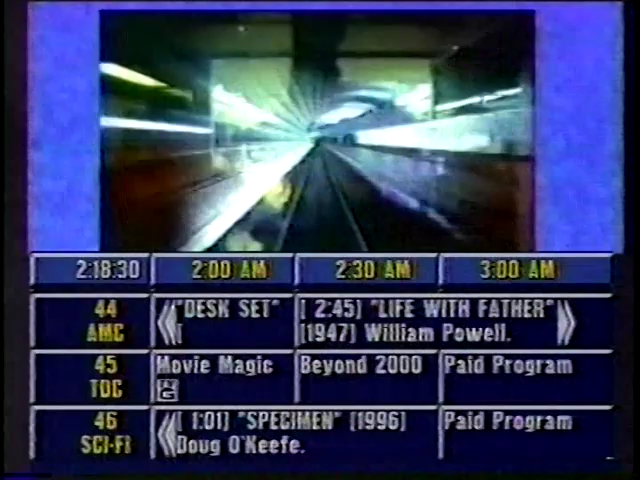 2:18:30 2:00 AM 2:30 AM 3:00 AM
44 "DESK SET" [ 2:45] "LIFE WITH FATHER"
AMC [ [1947] William Powell.
45 Movie Magic Beyond 2000 Paid Program
TDC
46 [ 1:01] "SPECIMEN" [1996] Paid Program
SCI-FI Doug O'Keefe.